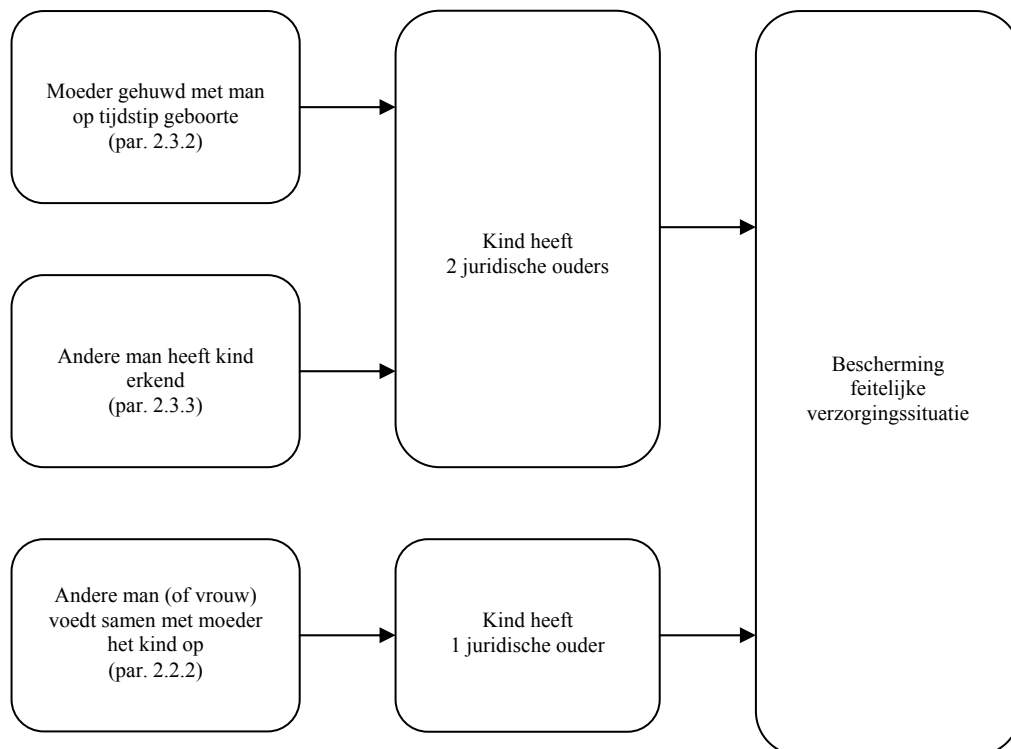 Moeder gehuwd met man
op tijdstip geboorte
(par. 2.3.2)
Andere man heeft kind
erkend
(par. 2.3.3)
Andere man (of vrouw)
voedt samen met moeder
het kind op
(par. 2.2.2)
Kind heeft
2 juridische ouders
Kind heeft
1 juridische ouder
Bescherming
feitelijke
verzorgingssituatie